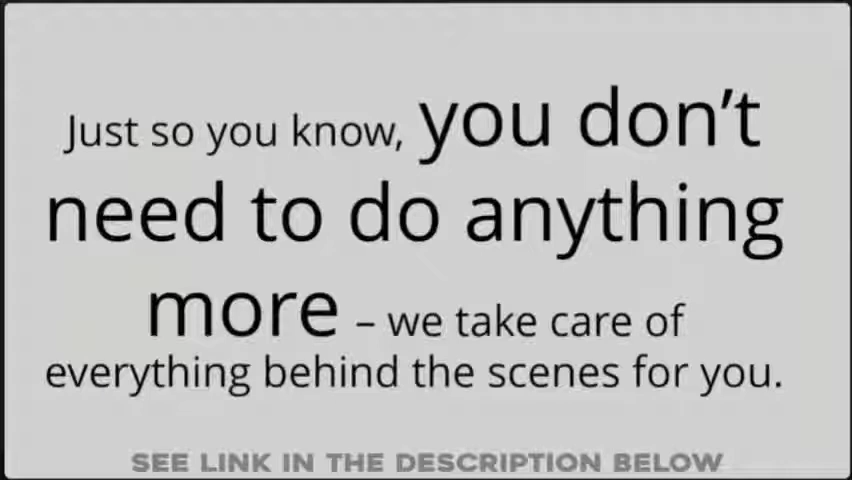 Just so you know, you don’t
need to do anything
more – we take care of
everything behind the scenes for you.
SEE LINK IN THE DESCRIPTION BELOW